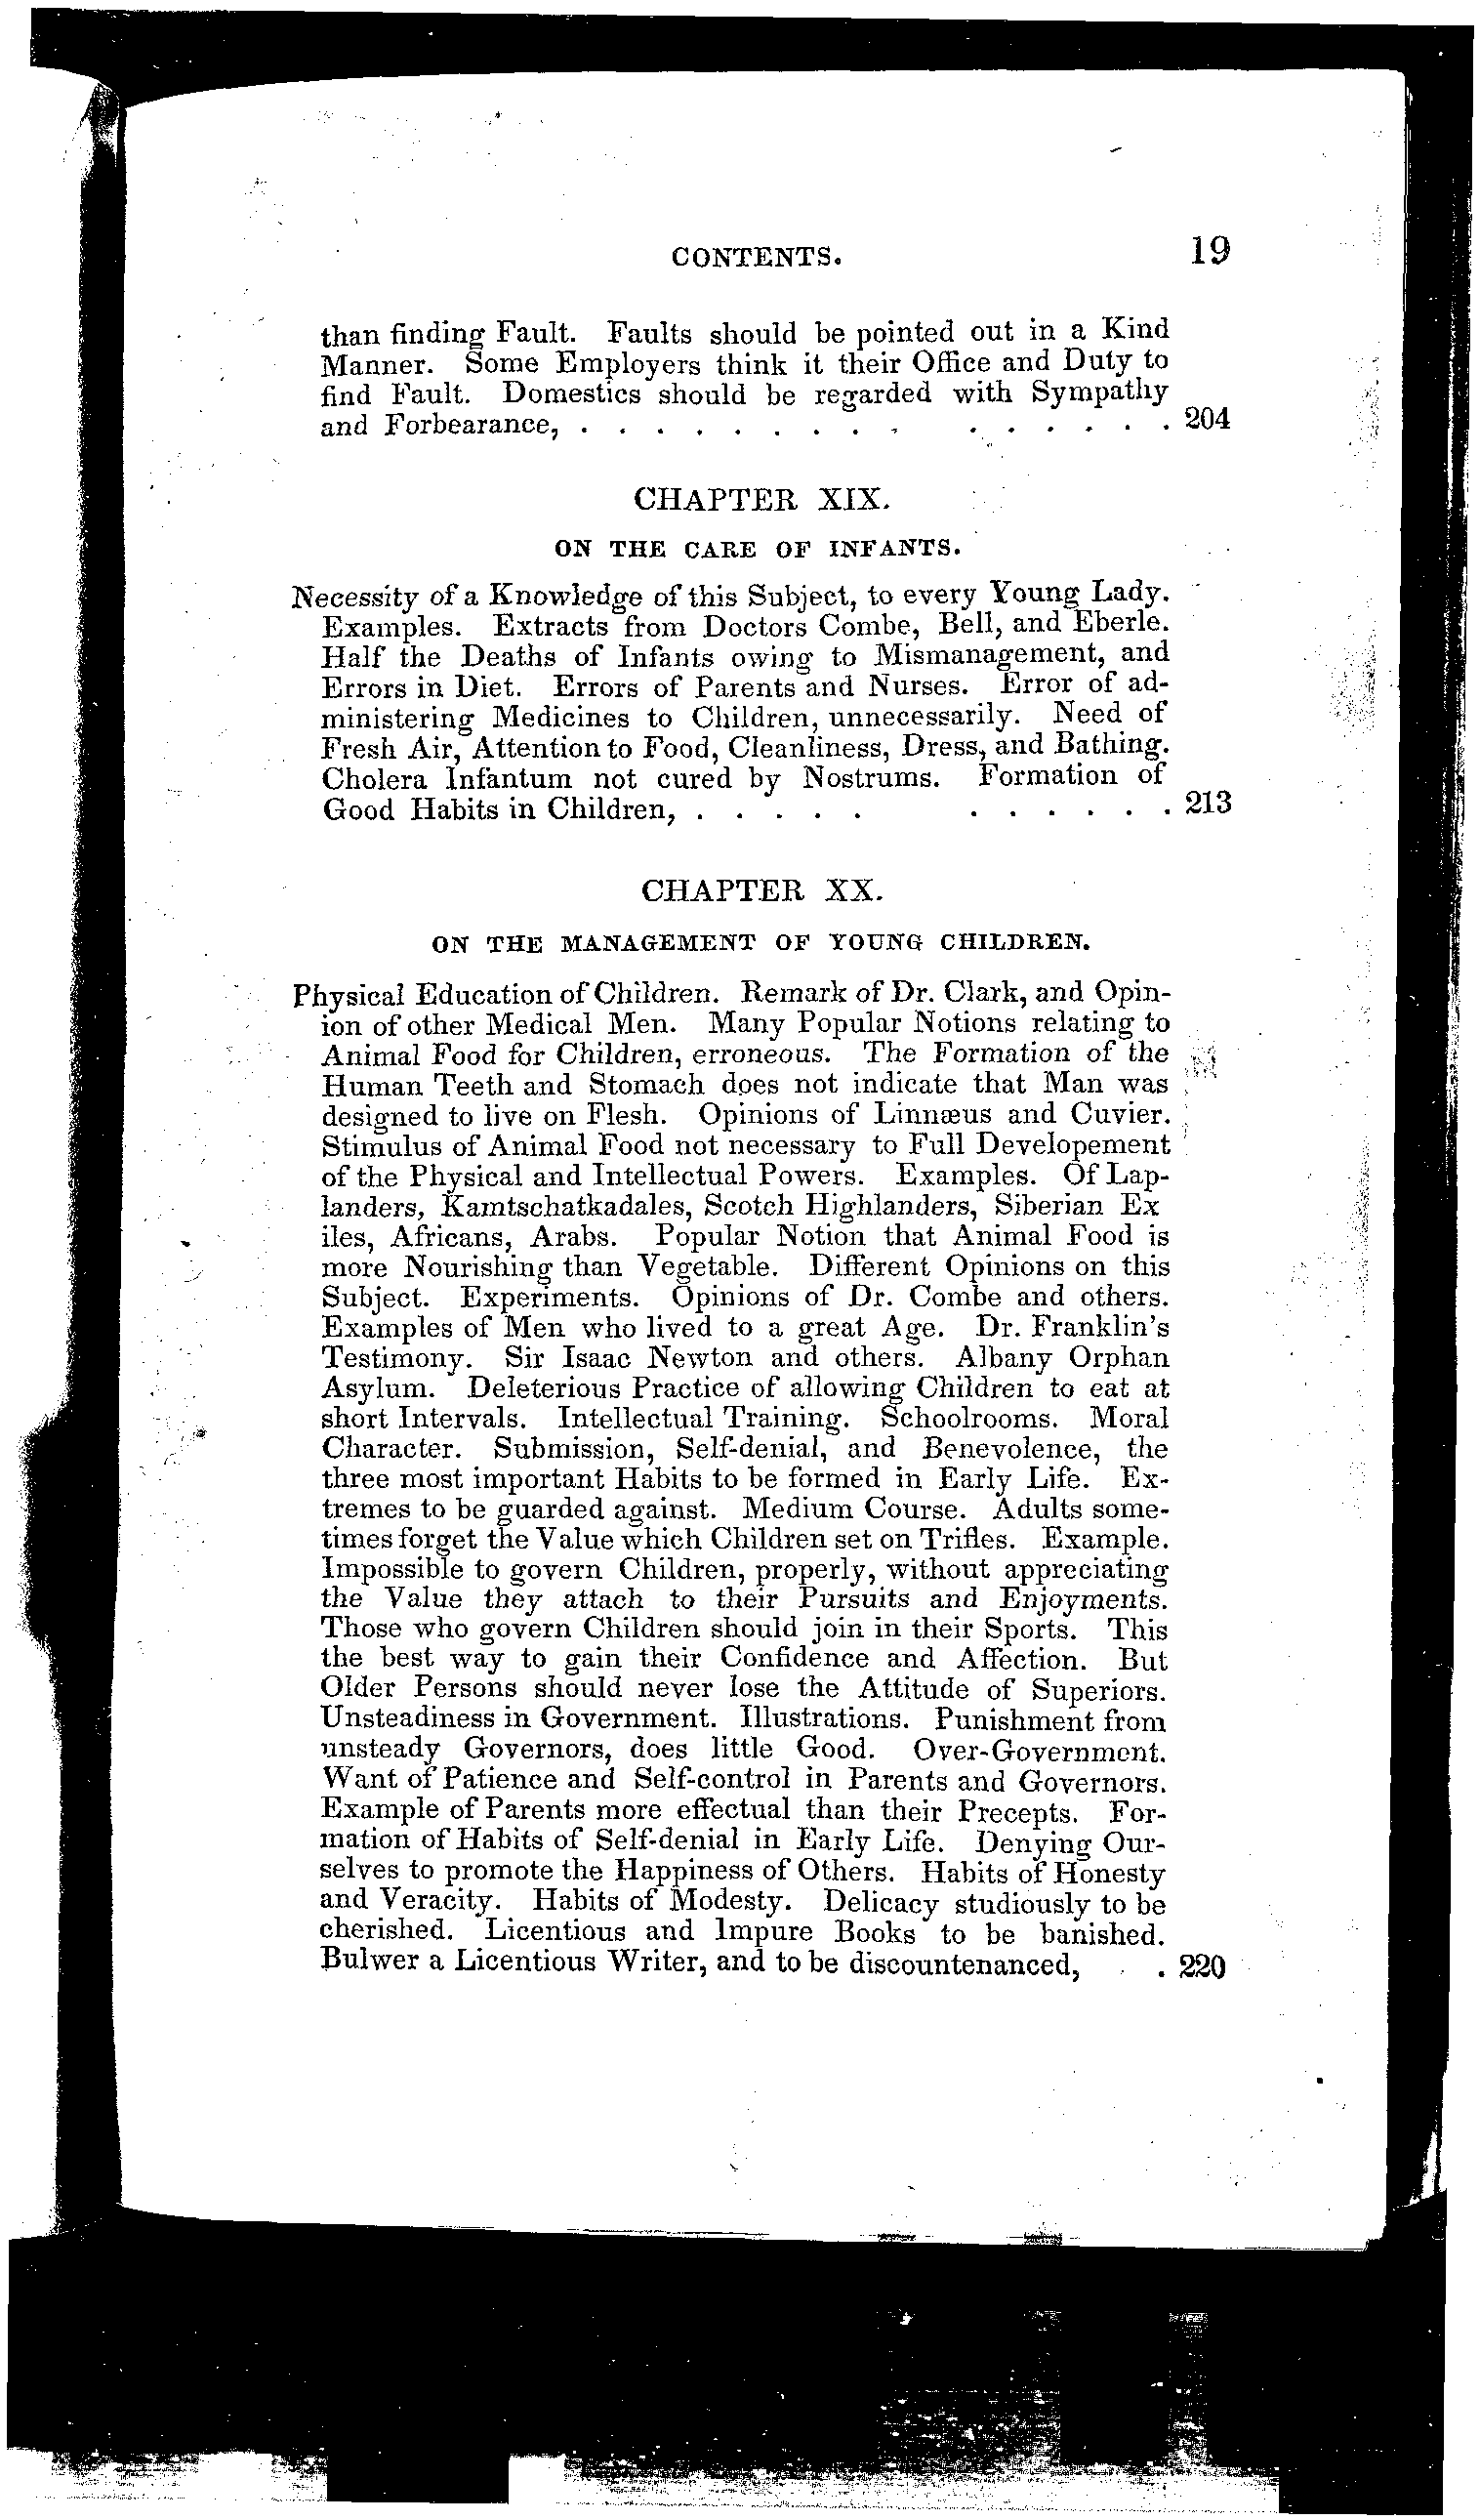 CONTENTS. 19
than finding Fault. Faults should be pointed out in a Kind
Manner. Some Employers think it their Office and Duty to
find Fault. Domestics should be regarded with Sympathy
and Forbearance, . . . . . . . . . . . . . . . 204
CHAPTER XIX.
ON THE CARE OF INFANTS.
Necessity of a Knowledge of this Subject, to every Young Lady.
Examples. Extracts from Doctors Combe, Bell, and Eberle.
Half the Deaths of Infants owing to Mismanagement, and
Errors in Diet. Errors of Parents and Nurses. Error of ad-
ministering Medicines to Children, unnecessarily. Need of
Fresh Air, Attention to Food, Cleanliness, Dress, and Bathing.
Cholera Infantum not cured by Nostrums. Formation of
Good Habits in Children, . . . . . . . . . . . 213
CHAPTER XX.
ON THE MANAGEMENT OF YOUNG CHILDREN.
Physical Education of Children. Remark of Dr. Clark, and Opin-
ion of other Medical Men. Many Popular Notions relating to
Animal Food for Children, erroneous. The Formation of the
Human Teeth and Stomach does not indicate that Man was
designed to live on Flesh. Opinions of Linnæus and Cuvier.
Stimulus of Animal Food not necessary to Full Developement
of the Physical and Intellectual Powers. Examples. Of Lap-
landers, Kamtschatkadales, Scotch Highlanders, Siberian Ex
iles, Africans, Arabs. Popular Notion that Animal Food is
more Nourishing than Vegetable. Different Opinions on this
Subject. Experiments. Opinions of Dr. Combe and others.
Examples of Men who lived to a great Age. Dr. Franklin's
Testimony. Sir Isaac Newton and others. Albany Orphan
Asylum. Deleterious Practice of allowing Children to eat at
short Intervals. Intellectual Training. Schoolrooms. Moral
Character. Submission, Self-denial, and Benevolence, the
three most important Habits to be formed in Early Life. Ex-
tremes to be guarded against. Medium Course. Adults some-
times forget the Value which Children set on Trifles. Example.
Impossible to govern Children, properly, without appreciating
the Value they attach to their Pursuits and Enjoyments.
Those who govern Children should join in their Sports. This
the best way to gain their Confidence and Affection. But
Older Persons should never lose the Attitude of Superiors.
Unsteadiness in Government. Illustrations. Punishment from
unsteady Governors, does little Good. Over-Government.
Want of Patience and Self-control in Parents and Governors.
Example of Parents more effectual than their Precepts. For-
mation of Habits of Self-denial in Early Life. Denying Our-
selves to promote the Happiness of Others. Habits of Honesty
and Veracity. Habits of Modesty. Delicacy studiously to be
cherished. Licentious and Impure Books to be banished.
Bulwer a Licentious Writer, and to be discountenanced, . 220